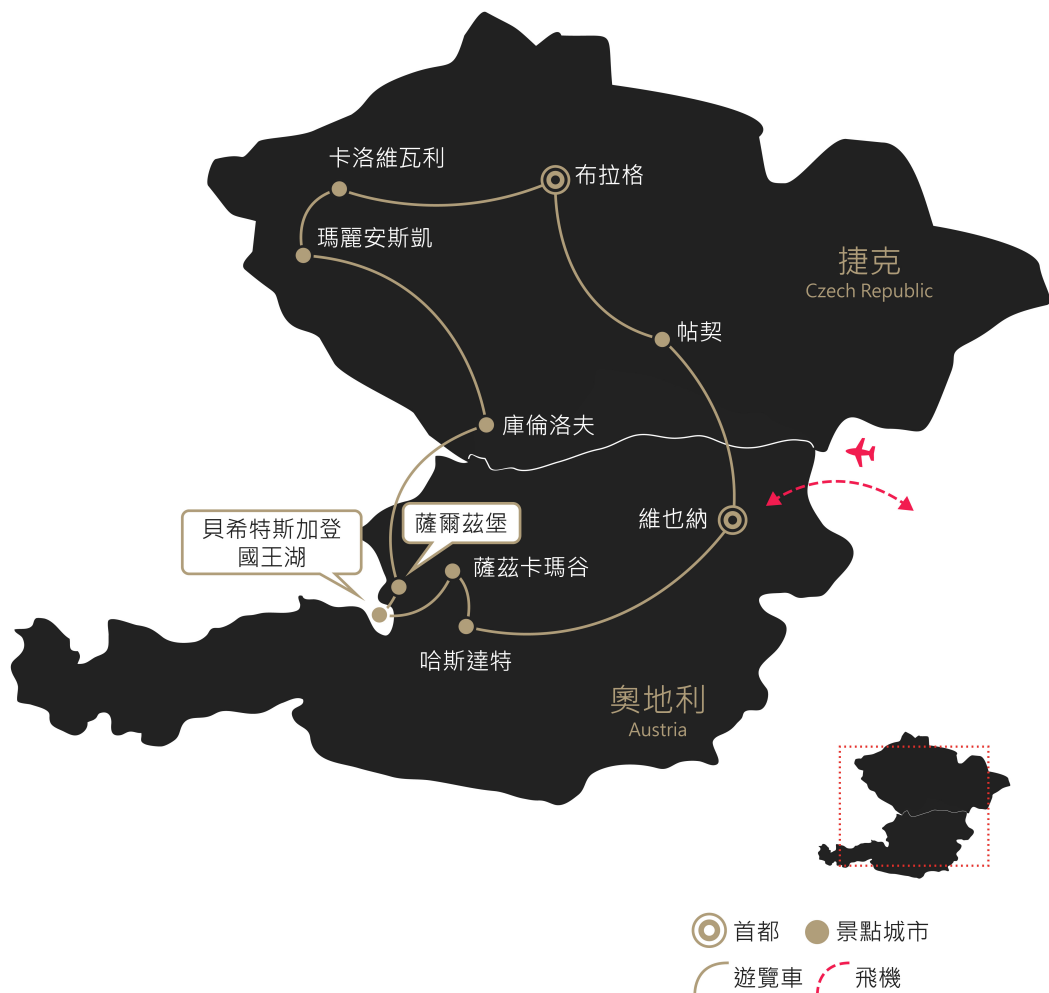 卡洛維瓦利
布拉格
瑪麗安斯凱
捷克
Czech Republic
帖契
庫倫洛夫
維也納
薩爾茲堡
貝希特斯加登
國王湖
薩茲卡瑪谷
哈斯達特
奧地利
Austria
首都
景點城市
遊覽車
飛機